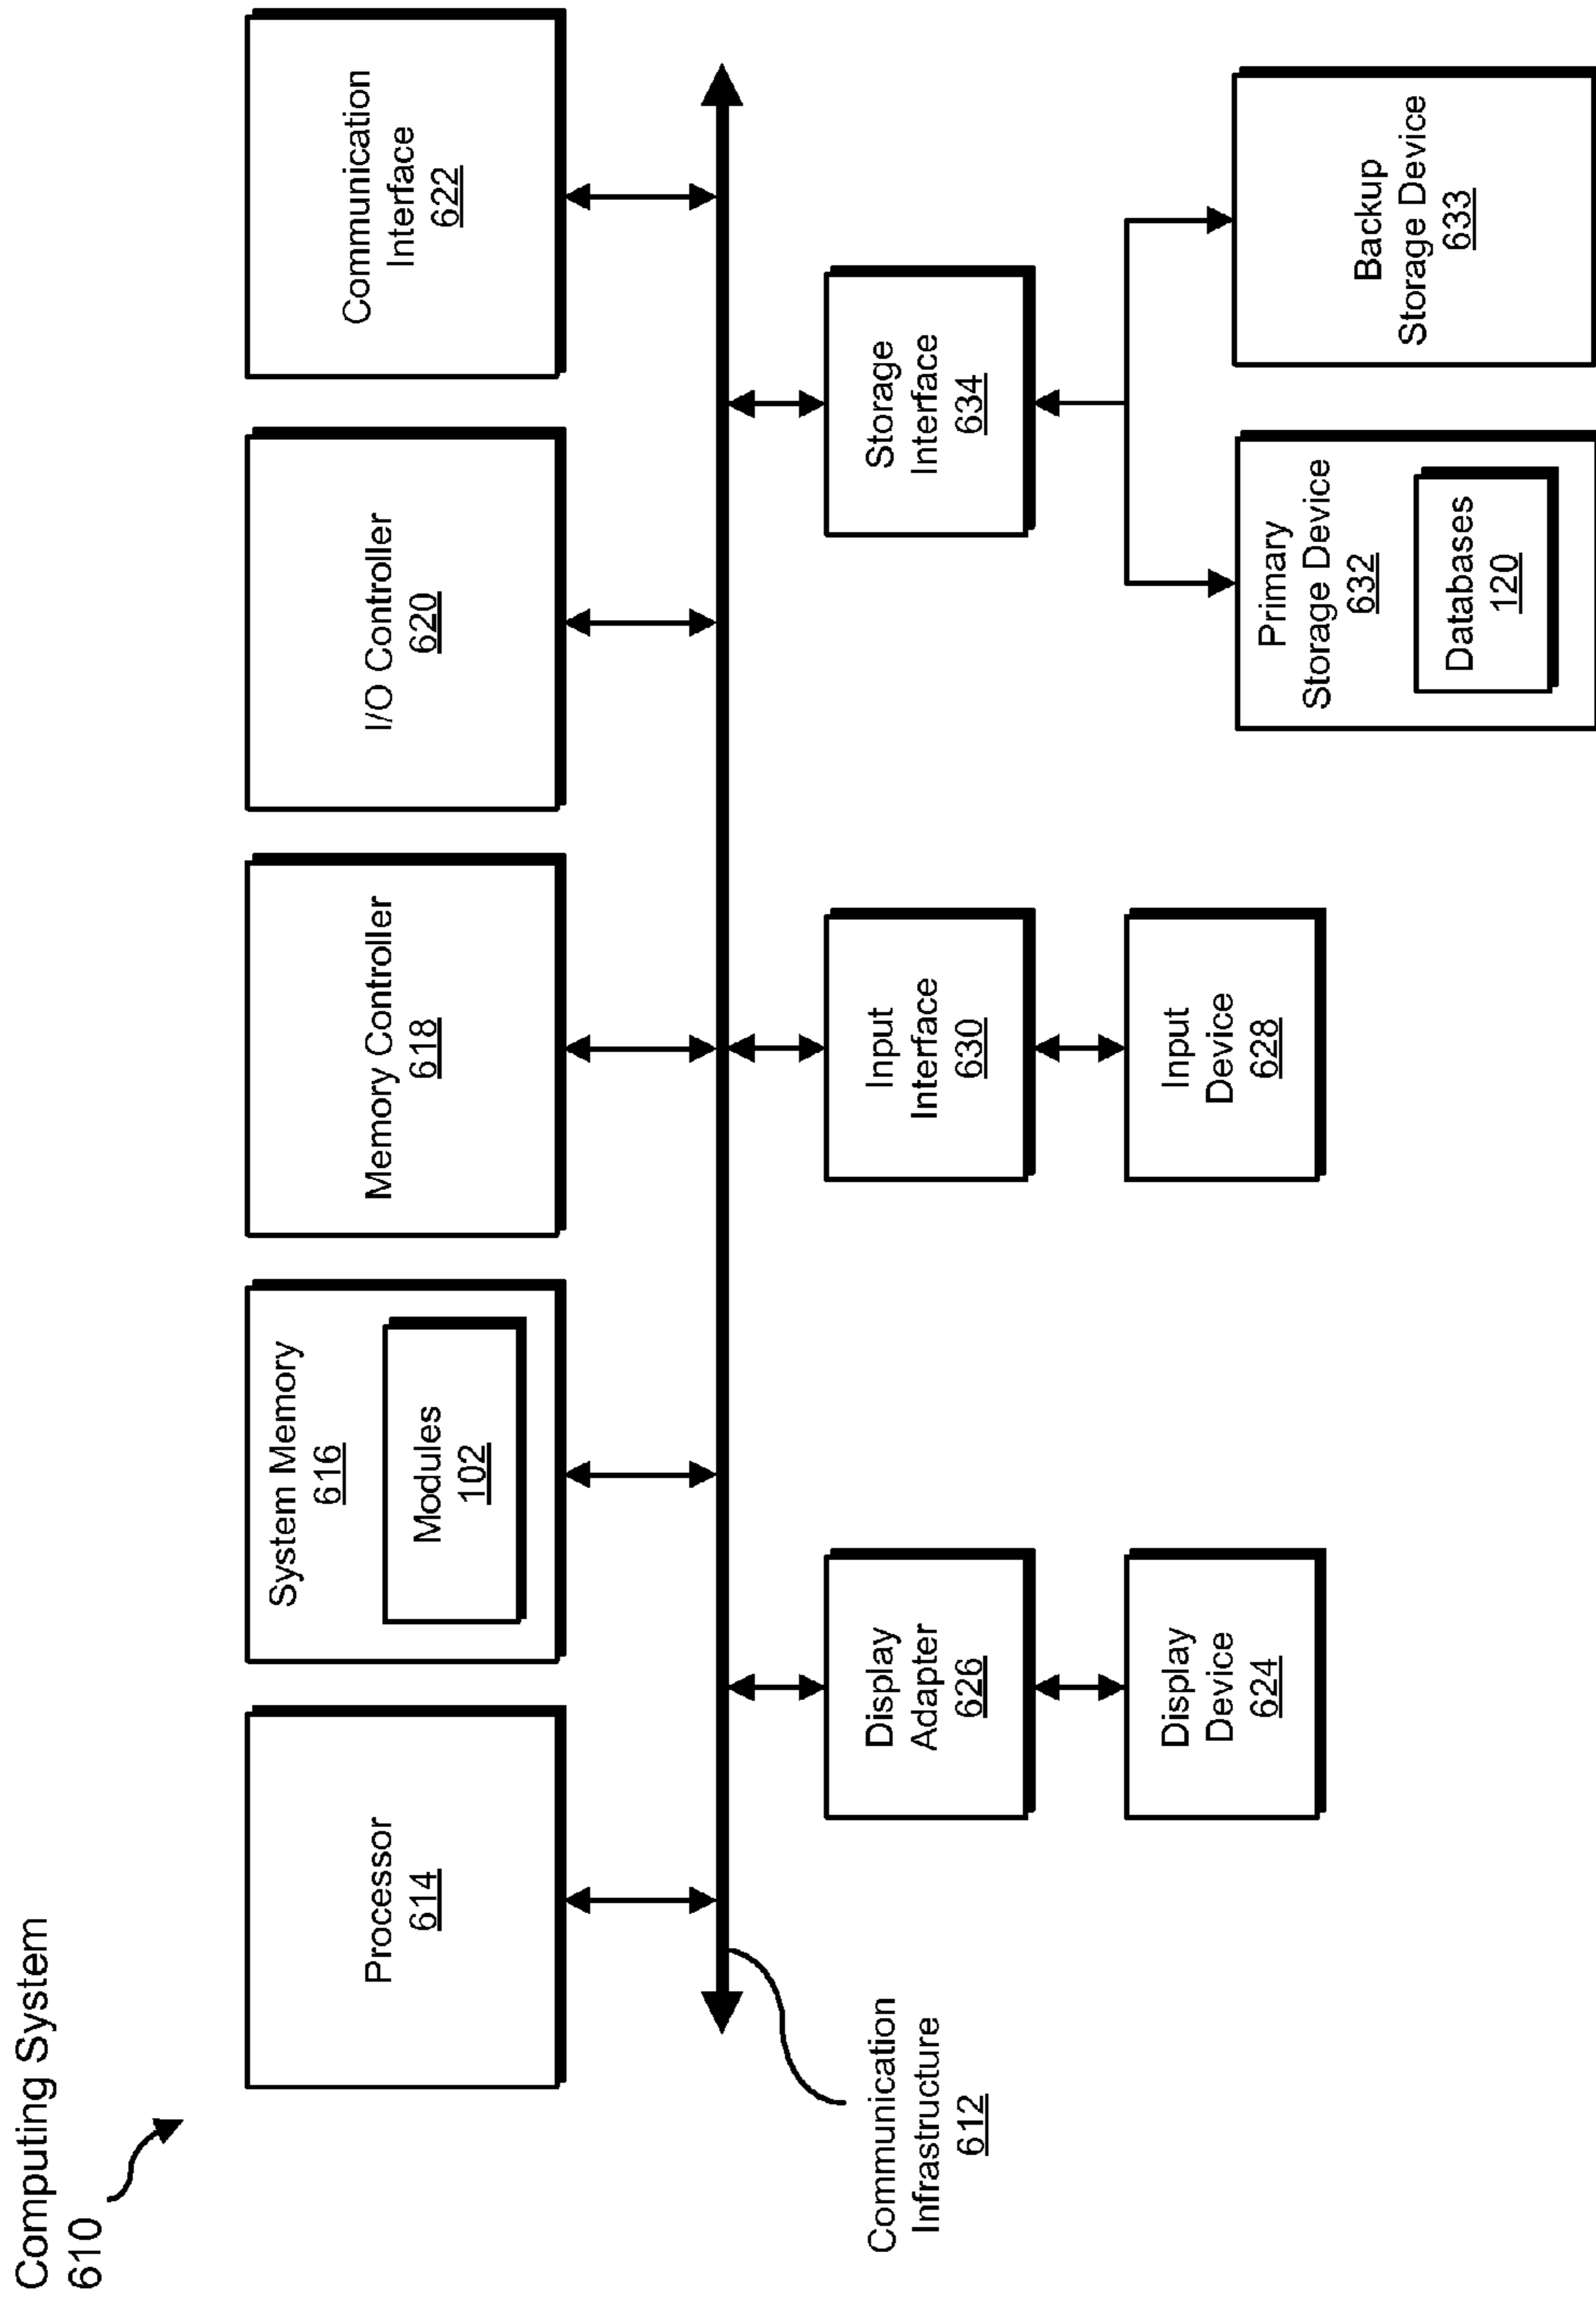 Computing System
610
Processor
614
System Memory
616
Modules
102
Memory Controller
618
I/O Controller
620
Communication
Interface
622
Communication
Infrastructure
612
Display
Adapter
626
Input
Interface
630
Storage
Interface
634
Display
Device
624
Input
Device
628
Primary
Storage Device
632
Databases
120
Backup
Storage Device
633